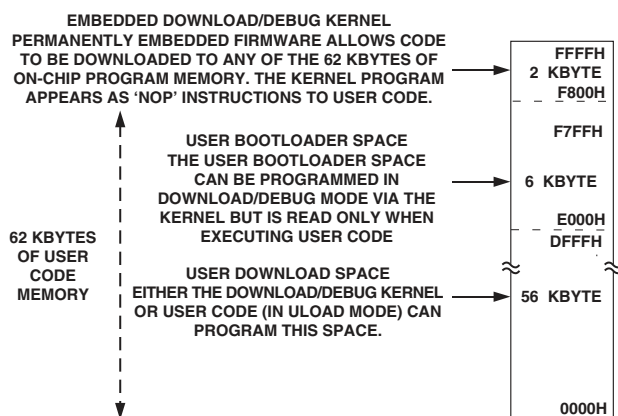 EMBEDDED DOWNLOAD/DEBUG KERNEL
PERMANENTLY EMBEDDED FIRMWARE ALLOWS CODE
TO BE DOWNLOADED TO ANY OF THE 62 KBYTES OF
ON-CHIP PROGRAM MEMORY. THE KERNEL PROGRAM
APPEARS AS ‘NOP’ INSTRUCTIONS TO USER CODE.
FFFFH
2 KBYTE
F800H
USER BOOTLOADER SPACE
THE USER BOOTLOADER SPACE
CAN BE PROGRAMMED IN
DOWNLOAD/DEBUG MODE VIA THE
KERNEL BUT IS READ ONLY WHEN
EXECUTING USER CODE
F7FFH
6 KBYTE
E000H
62 KBYTES
OF USER
CODE
MEMORY
USER DOWNLOAD SPACE
EITHER THE DOWNLOAD/DEBUG KERNEL
OR USER CODE (IN ULOAD MODE) CAN
PROGRAM THIS SPACE.
DFFFH
56 KBYTE
0000H